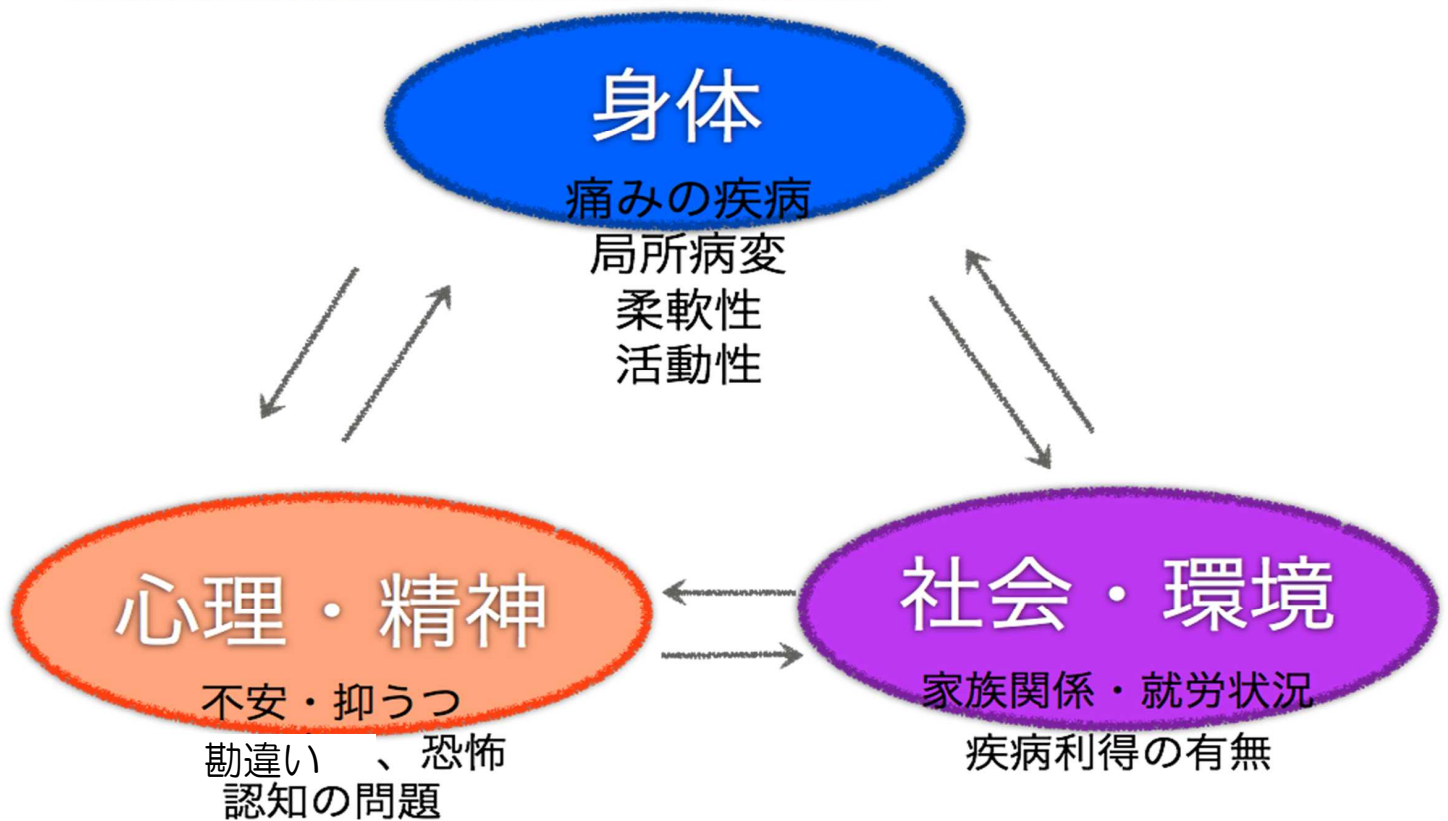 身体
痛みの疾病
局所病変
柔軟性
活動性
心理・精神
不安・抑うつ
勘違い 、恐怖
認知の問題
社会・環境
家族関係・就労状況
疾病利得の有無